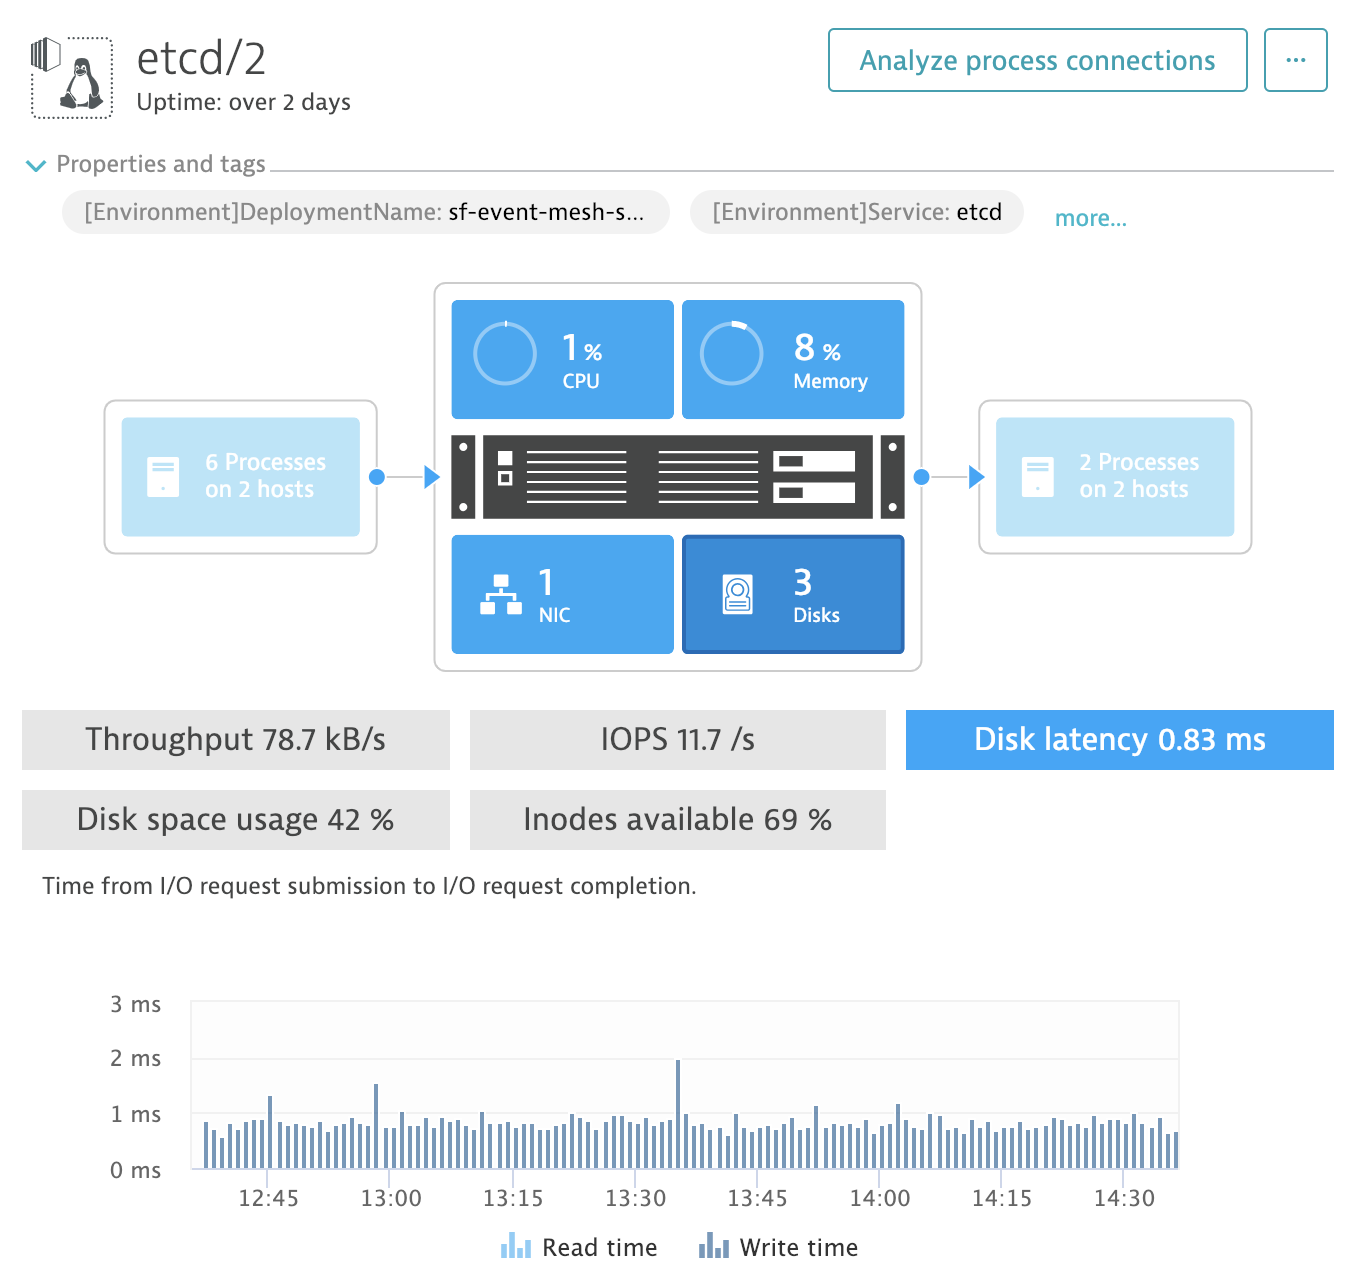 etcd/2
Uptime: over 2 days
Analyze process connections
...
Properties and tags
[Environment]DeploymentName: sf-event-mesh-s...
[Environment]Service: etcd
more...
1 %
CPU
8 %
Memory
6 Processes
on 2 hosts
2 Processes
on 2 hosts
1
NIC
3
Disks
Throughput 78.7 kB/s
IOPS 11.7 /s
Disk latency 0.83 ms
Disk space usage 42 %
Inodes available 69 %
Time from I/O request submission to I/O request completion.
3 ms
2 ms
1 ms
0 ms
12:45
13:00
13:15
13:30
13:45
14:00
14:15
14:30
Read time
Write time